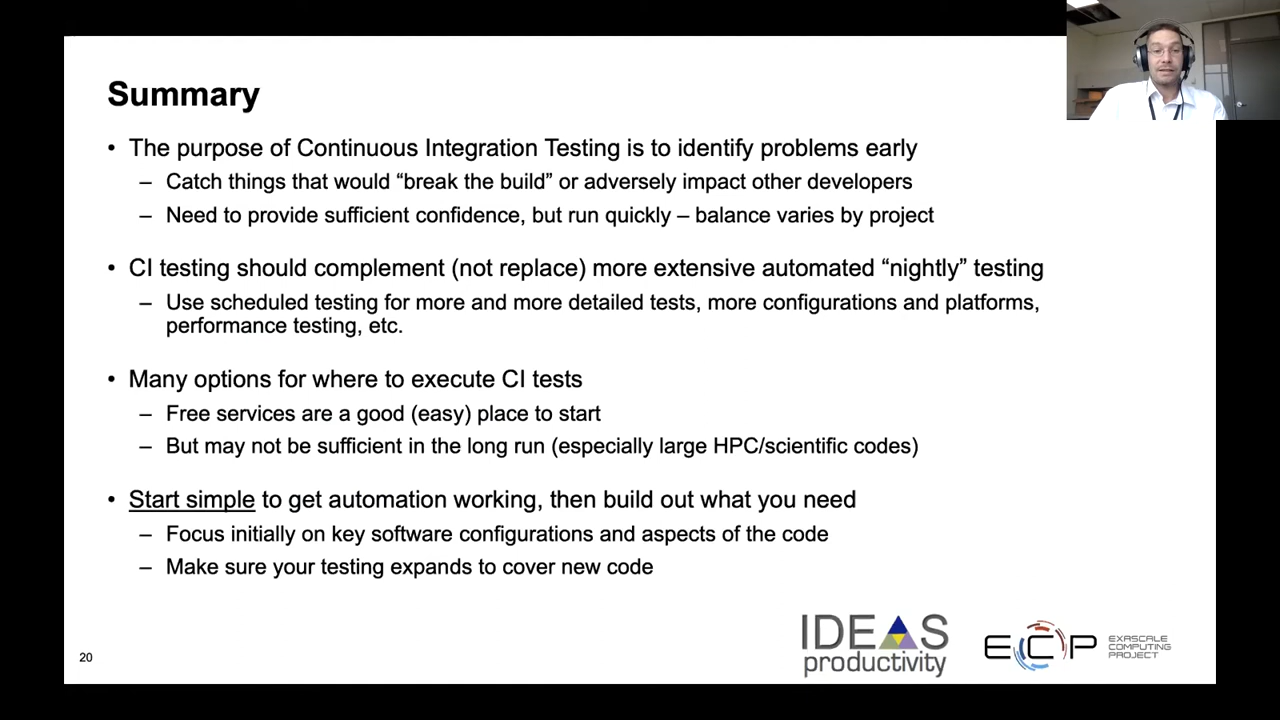 Summary
• The purpose of Continuous Integration Testing is to identify problems early
– Catch things that would “break the build” or adversely impact other developers
– Need to provide sufficient confidence, but run quickly – balance varies by project
• CI testing should complement (not replace) more extensive automated “nightly” testing
– Use scheduled testing for more and more detailed tests, more configurations and platforms,
performance testing, etc.
• Many options for where to execute CI tests
– Free services are a good (easy) place to start
– But may not be sufficient in the long run (especially large HPC/scientific codes)
• Start simple to get automation working, then build out what you need
– Focus initially on key software configurations and aspects of the code
– Make sure your testing expands to cover new code
20
IDEAS
productivity
ECP
EXASCALE
COMPUTING
PROJECT